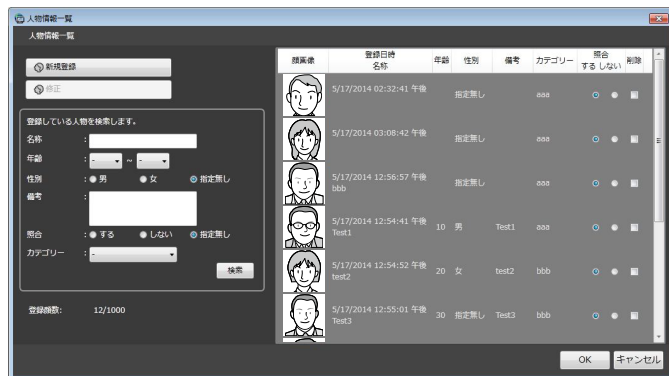 人物情報一覧
人物情報一覧
新規登録
修正
登録している人物を検索します。
名称 :
年齢 : - ~ -
性別 : 男 女 指定無し
備考 :
照合 : する しない 指定無し
カテゴリー : -
検索
登録顔数: 12/1000
顔画像 登録日時 名称 年齢 性別 備考 カテゴリー 照合 する しない 削除
5/17/2014 02:32:41 午後 指定無し aaa
5/17/2014 03:08:42 午後 指定無し aaa
5/17/2014 12:56:57 午後 指定無し aaa
bbb
5/17/2014 12:54:41 午後 10 男 Test1 aaa
Test1
5/17/2014 12:54:52 午後 20 女 test2 bbb
test2
5/17/2014 12:55:01 午後 30 指定無し Test3 bbb
Test3
OK キャンセル